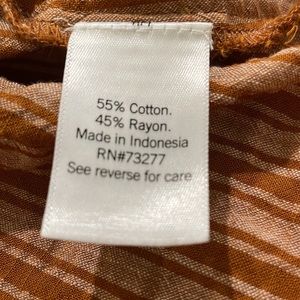 55% Cotton.
45% Rayon.
Made in Indonesia
RN#73277
See reverse for care